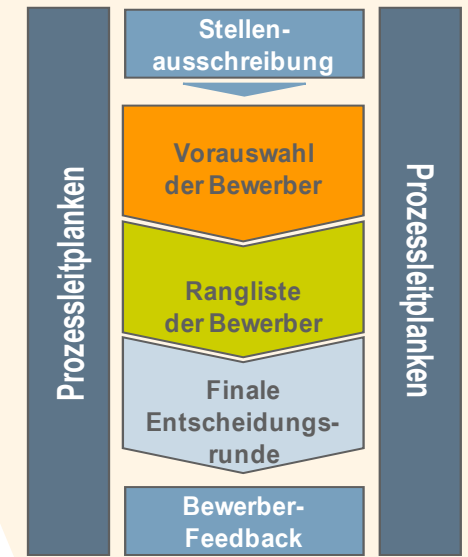 Prozessleitplanken
Stellen-
ausschreibung
Vorauswahl
der Bewerber
Rangliste
der Bewerber
Finale
Entscheidungs-
runde
Bewerber-
Feedback
Prozessleitplanken